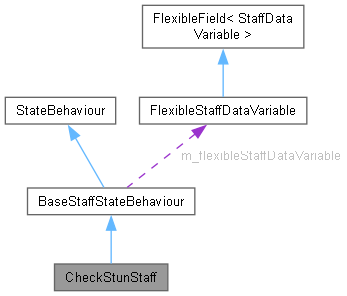 FlexibleField< StaffData
Variable >
StateBehaviour
FlexibleStaffDataVariable
m_flexibleStaffDataVariable
BaseStaffStateBehaviour
CheckStunStaff